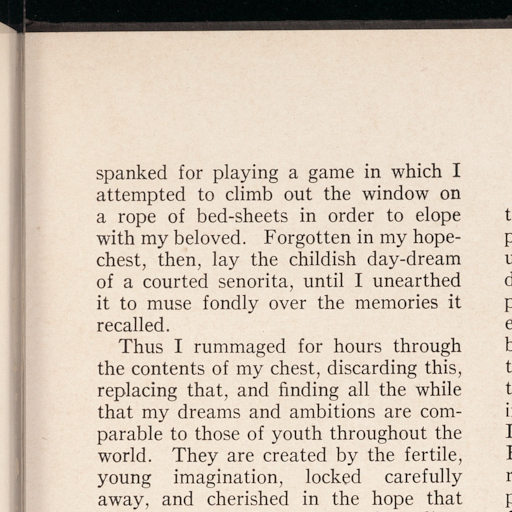 spanked for playing a game in which I
attempted to climb out the window on
a rope of bed-sheets in order to elope
with my beloved. Forgotten in my hope-
chest, then, lay the childish day-dream
of a courted senorita, until I unearthed
it to muse fondly over the memories it
recalled.
Thus I rummaged for hours through
the contents of my chest, discarding this,
replacing that, and finding all the while
that my dreams and ambitions are com-
parable to those of youth throughout the
world. They are created by the fertile,
young imagination, locked carefully
away, and cherished in the hope that